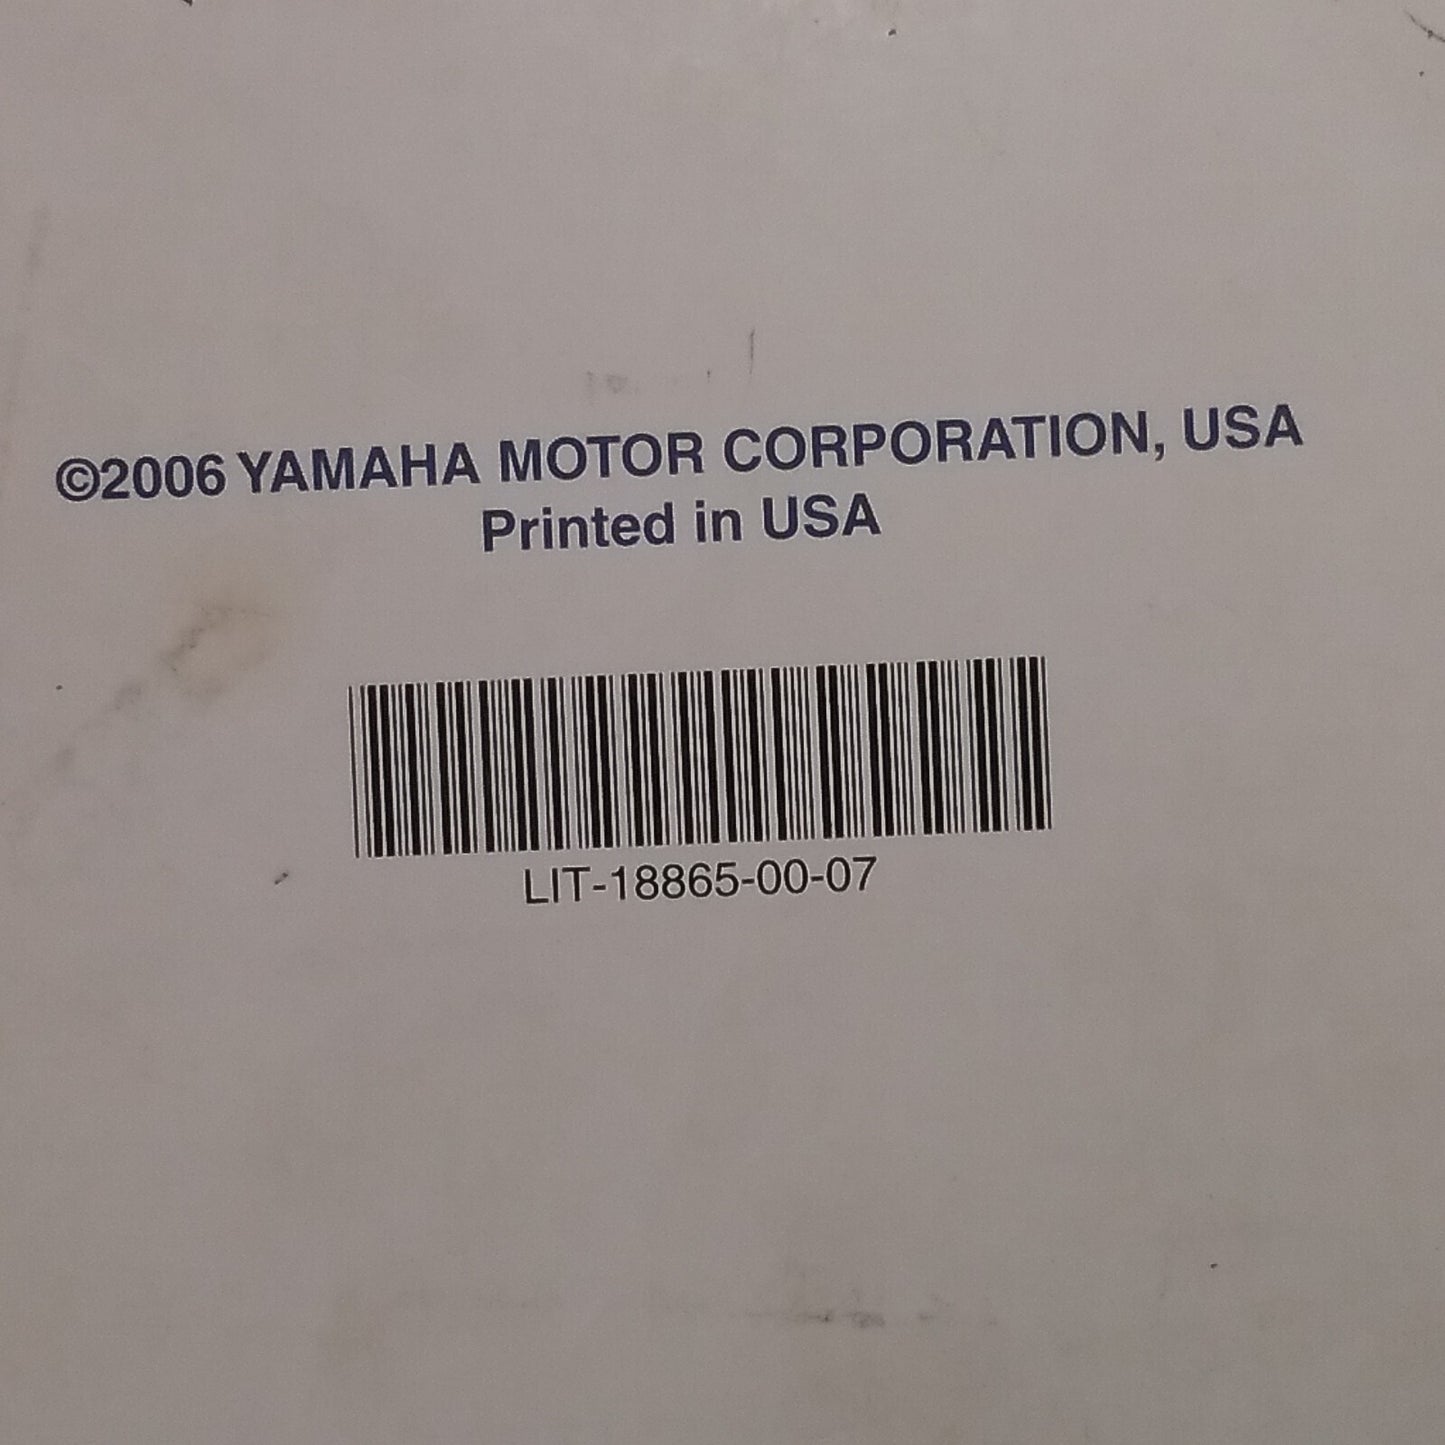 ©2006 YAMAHA MOTOR CORPORATION, USA
Printed in USA
LIT-18865-00-07